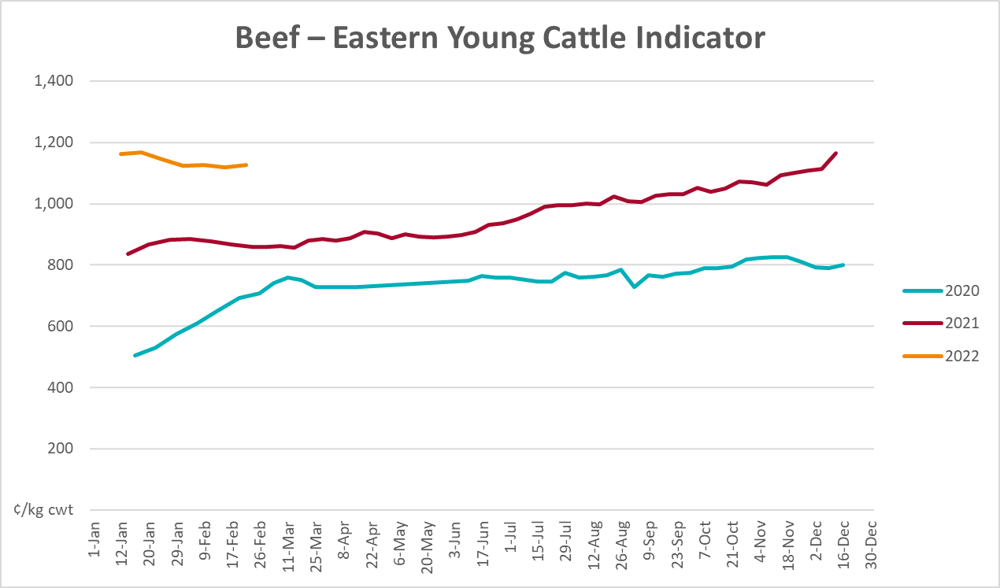 Beef – Eastern Young Cattle Indicator
1,400
1,200
1,000
800
600
400
200
¢/kg cwt
1-Jan
12-Jan
20-Jan
29-Jan
9-Feb
17-Feb
26-Feb
11-Mar
25-Mar
8-Apr
22-Apr
6-May
20-May
3-Jun
17-Jun
1-Jul
15-Jul
29-Jul
12-Aug
26-Aug
9-Sep
23-Sep
7-Oct
21-Oct
4-Nov
18-Nov
2-Dec
16-Dec
30-Dec
2020
2021
2022